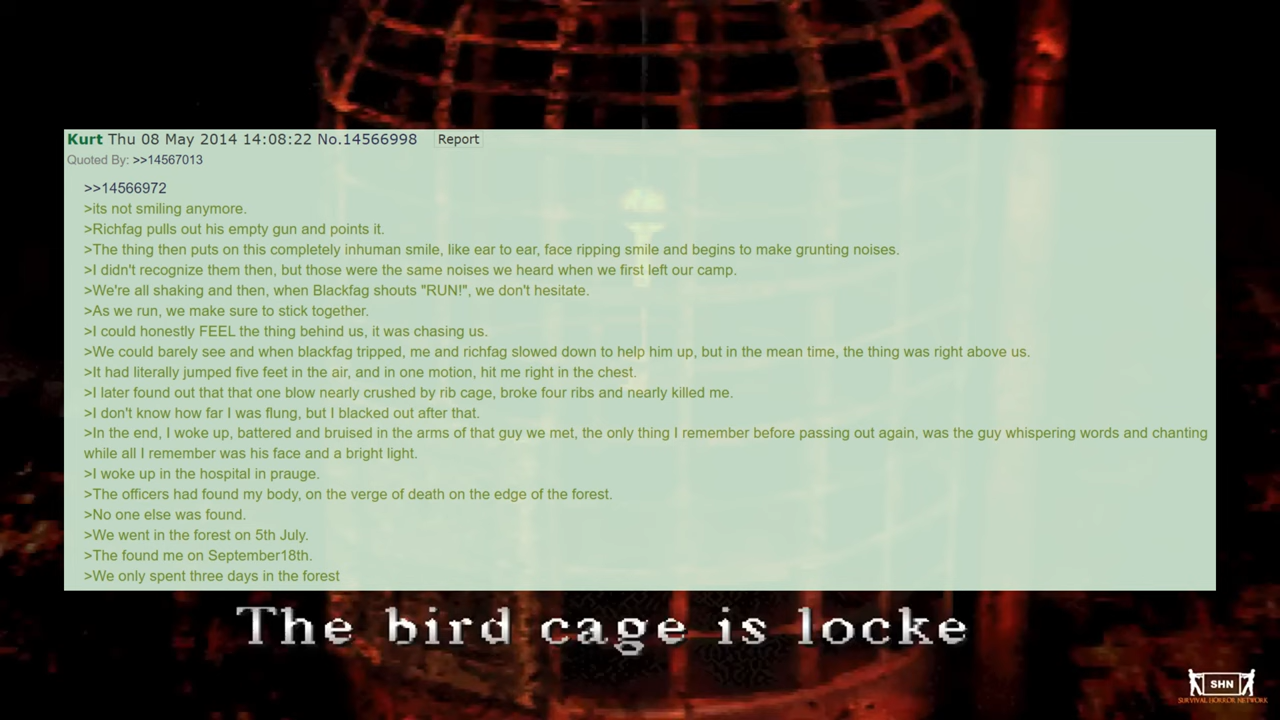 Kurt Thu 08 May 2014 14:08:22 No.14566998 Report
Quoted By: >>14567013
>>14566972
>its not smiling anymore.
>Richfag pulls out his empty gun and points it.
>The thing then puts on this completely inhuman smile, like ear to ear, face ripping smile and begins to make grunting noises.
>I didn't recognize them then, but those were the same noises we heard when we first left our camp.
>We're all shaking and then, when Blackfag shouts "RUN!", we don't hesitate.
>As we run, we make sure to stick together.
>I could honestly FEEL the thing behind us, it was chasing us.
>We could barely see and when blackfag tripped, me and richfag slowed down to help him up, but in the mean time, the thing was right above us.
>It had literally jumped five feet in the air, and in one motion, hit me right in the chest.
>I later found out that that one blow nearly crushed by rib cage, broke four ribs and nearly killed me.
>I don't know how far I was flung, but I blacked out after that.
>In the end, I woke up, battered and bruised in the arms of that guy we met, the only thing I remember before passing out again, was the guy whispering words and chanting
while all I remember was his face and a bright light.
>I woke up in the hospital in prauge.
>The officers had found my body, on the verge of death on the edge of the forest.
>No one else was found.
>We went in the forest on 5th July.
>The found me on September18th.
>We only spent three days in the forest
The bird cage is locke
SHN
SURVIVAL HORROR NETWORK